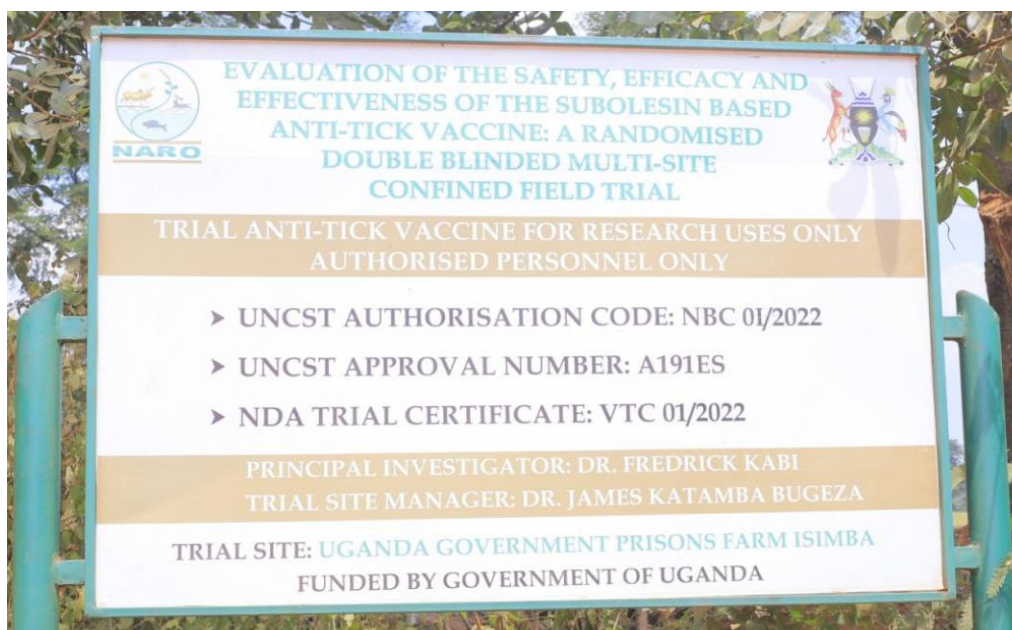 NARO
EVALUATION OF THE SAFETY, EFFICACY AND
EFFECTIVENESS OF THE SUBOLESIN BASED
ANTI-TICK VACCINE: A RANDOMISED
DOUBLE BLINDED MULTI-SITE
CONFINED FIELD TRIAL
TRIAL ANTI-TICK VACCINE FOR RESEARCH USES ONLY
AUTHORISED PERSONNEL ONLY
➤ UNCST AUTHORISATION CODE: NBC 0I/2022
➤ UNCST APPROVAL NUMBER: A191ES
➤ NDA TRIAL CERTIFICATE: VTC 01/2022
PRINCIPAL INVESTIGATOR: DR. FREDRICK KABI
TRIAL SITE MANAGER: DR. JAMES KATAMBA BUGEZA
TRIAL SITE: UGANDA GOVERNMENT PRISONS FARM ISIMBA
FUNDED BY GOVERNMENT OF UGANDA